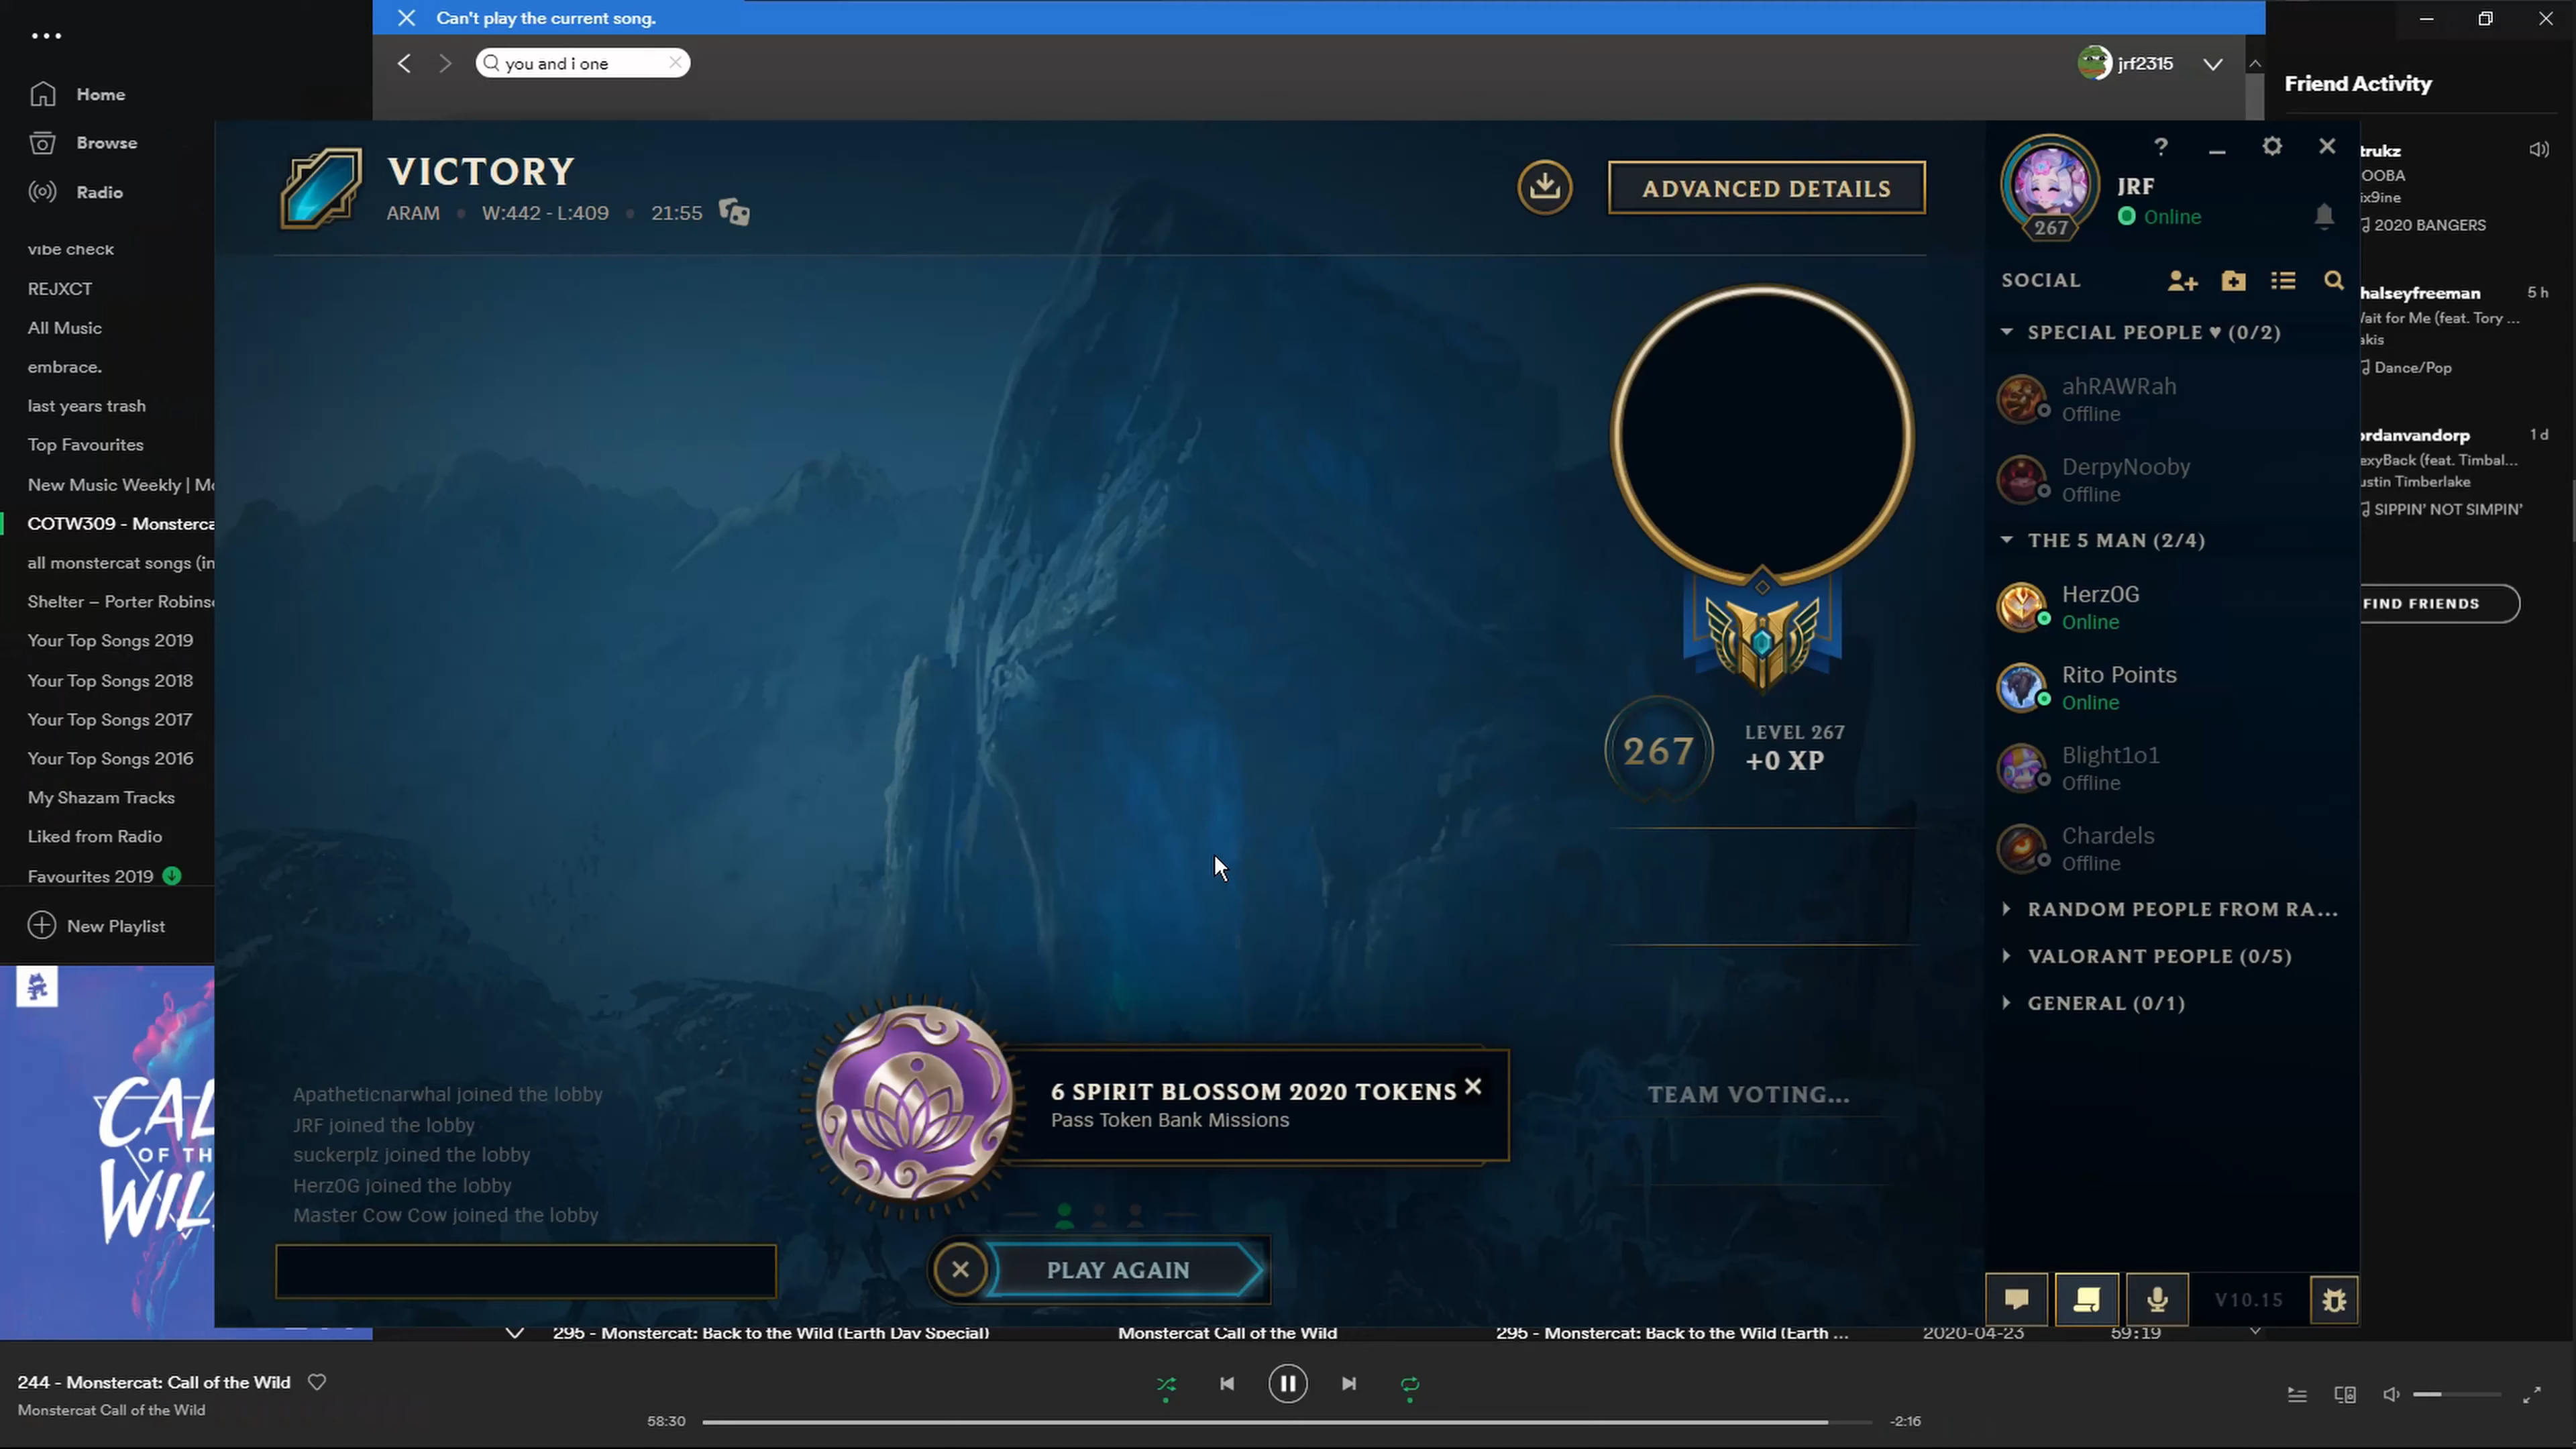 Can't play the current song.
you and i one
jrf2315
Home
Browse
Radio
vibe check
REJXCT
All Music
embrace.
last years trash
Top Favourites
New Music Weekly | Mo
COTW309 - Monsterca
all monstercat songs (in
Shelter – Porter Robins
Your Top Songs 2019
Your Top Songs 2018
Your Top Songs 2017
Your Top Songs 2016
My Shazam Tracks
Liked from Radio
Favourites 2019
New Playlist
CAL
OF TH
WIL
VICTORY
ARAM • W:442 - L:409 • 21:55
ADVANCED DETAILS
267
LEVEL 267
+0 XP
TEAM VOTING...
Apatheticnarwhal joined the lobby
JRF joined the lobby
suckerplz joined the lobby
HerzOG joined the lobby
Master Cow Cow joined the lobby
6 SPIRIT BLOSSOM 2020 TOKENS
Pass Token Bank Missions
PLAY AGAIN
JRF
Online
267
SOCIAL
SPECIAL PEOPLE ♥ (0/2)
ahRAWRah
Offline
DerpyNooby
Offline
THE 5 MAN (2/4)
HerzOG
Online
Rito Points
Online
Blight1o1
Offline
Chardels
Offline
RANDOM PEOPLE FROM RA...
VALORANT PEOPLE (0/5)
GENERAL (0/1)
V10.15
Friend Activity
trukz
OOBA
ix9ine
2020 BANGERS
halseyfreeman 5 h
ait for Me (feat. Tory ...
akis
Dance/Pop
ordanvandorp 1 d
exyBack (feat. Timbal...
ustin Timberlake
SIPPIN' NOT SIMPIN'
FIND FRIENDS
295 - Monstercat: Back to the Wild (Earth Day Special) Monstercat Call of the Wild 295 - Monstercat: Back to the Wild (Earth ... 2020-04-23 59:19
244 - Monstercat: Call of the Wild
Monstercat Call of the Wild
58:30
-2:16